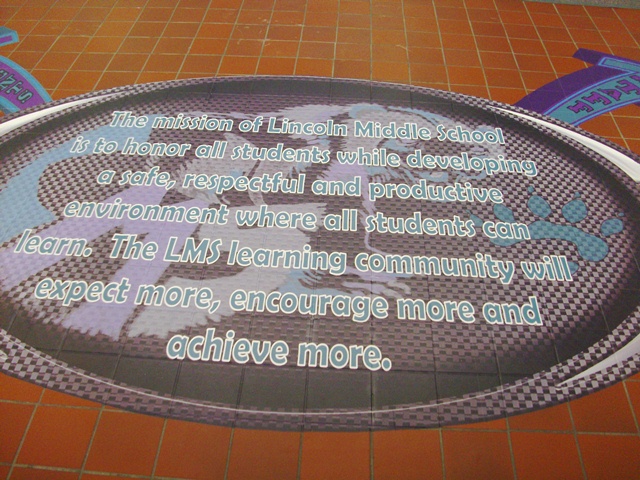 The mission of Lincoln Middle School
is to honor all students while developing
a safe, respectful and productive
environment where all students can
learn. The LMS learning community will
expect more, encourage more and
achieve more.